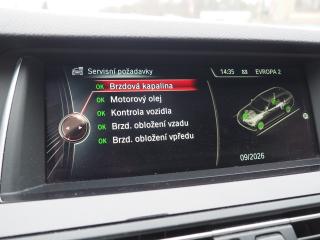 Servisní požadavky
14:35 EVROPA 2
OK Brzdová kapalina
OK Motorový olej
OK Kontrola vozidla
OK Brzd. obložení vzadu
OK Brzd. obložení vpředu
09/2026